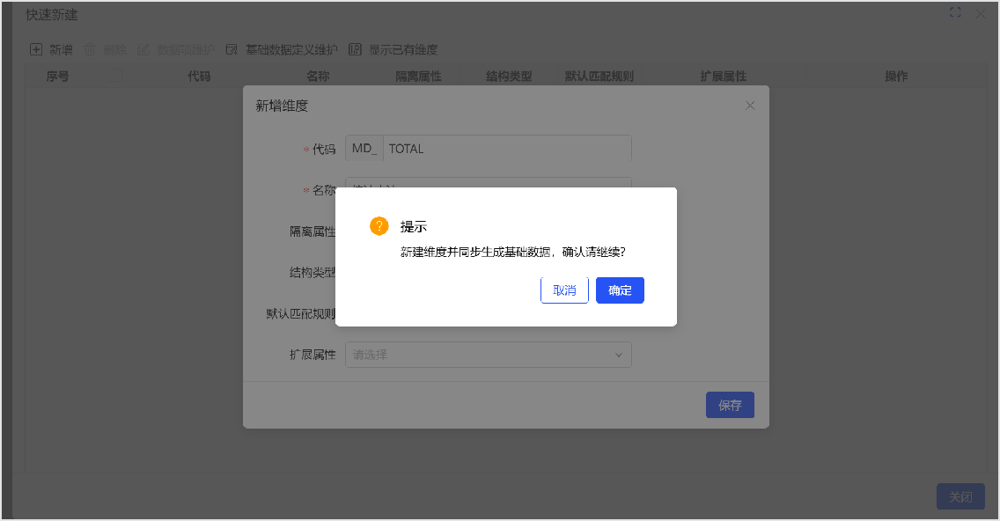 快速新建
新增 删除 数据项维护 基础数据定义维护 显示已有维度
序号 代码 名称 隔离属性 结构类型 默认匹配规则 扩展属性 操作
新增维度
* 代码 MD_ TOTAL
* 名称
提示
隔离属性
新建维度并同步生成基础数据，确认请继续?
结构类型
取消 确定
默认匹配规则
扩展属性 请选择
保存
关闭